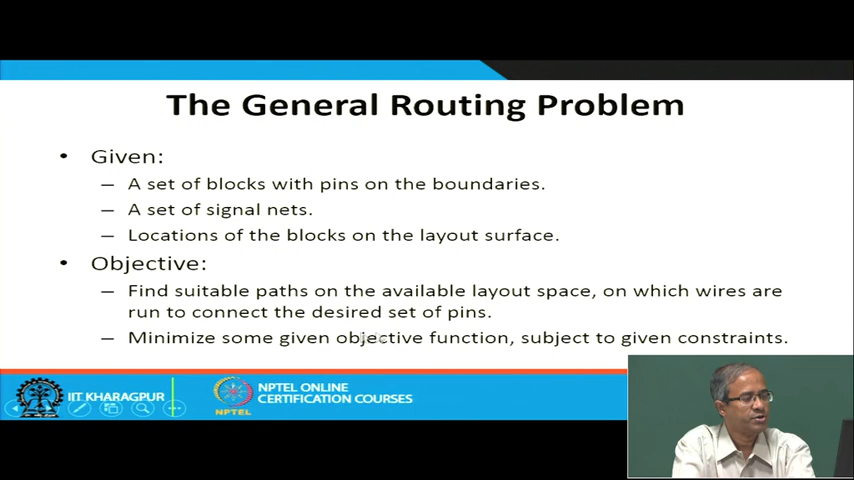 The General Routing Problem
• Given:
– A set of blocks with pins on the boundaries.
– A set of signal nets.
– Locations of the blocks on the layout surface.
• Objective:
– Find suitable paths on the available layout space, on which wires are
run to connect the desired set of pins.
– Minimize some given objective function, subject to given constraints.
IIT KHARAGPUR
NPTEL
NPTEL ONLINE
CERTIFICATION COURSES